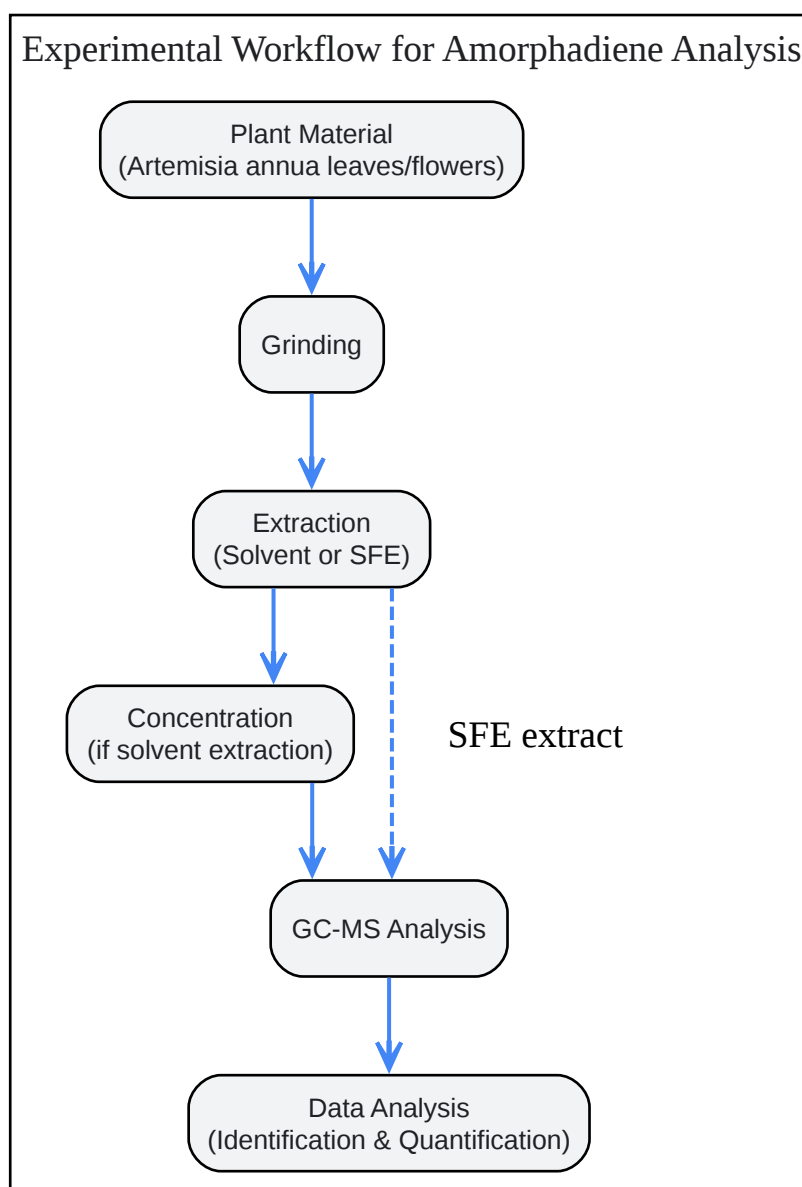 Experimental Workflow for Amorphadiene Analysis
Plant Material
(Artemisia annua leaves/flowers)
Grinding
Extraction
(Solvent or SFE)
Concentration
(if solvent extraction)
SFE extract
GC-MS Analysis
Data Analysis
(Identification & Quantification)